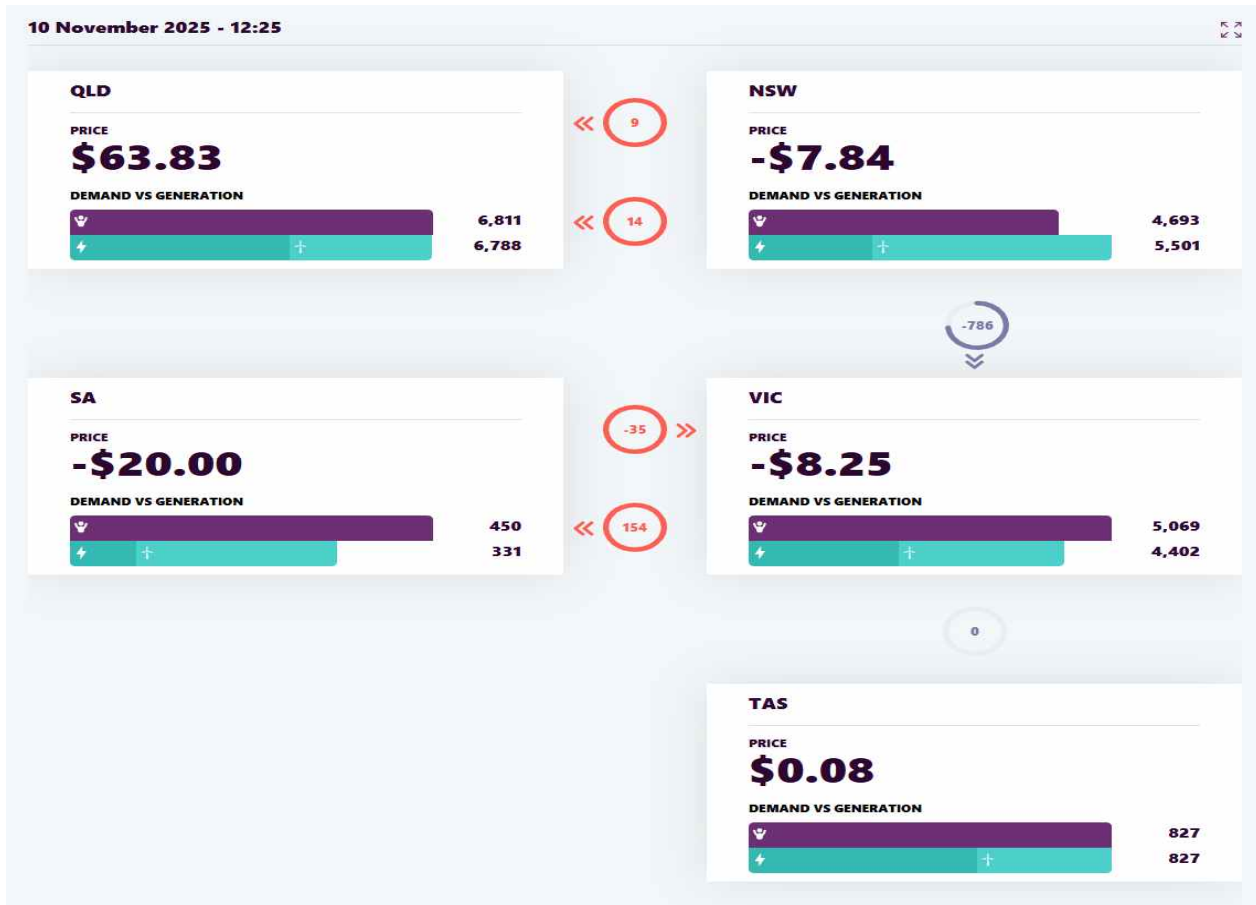 10 November 2025 - 12:25
QLD
PRICE
$63.83
DEMAND VS GENERATION
6,811
6,788
9
14
NSW
PRICE
-$7.84
DEMAND VS GENERATION
4,693
5,501
-786
SA
PRICE
-$20.00
DEMAND VS GENERATION
450
331
-35
154
VIC
PRICE
-$8.25
DEMAND VS GENERATION
5,069
4,402
0
TAS
PRICE
$0.08
DEMAND VS GENERATION
827
827